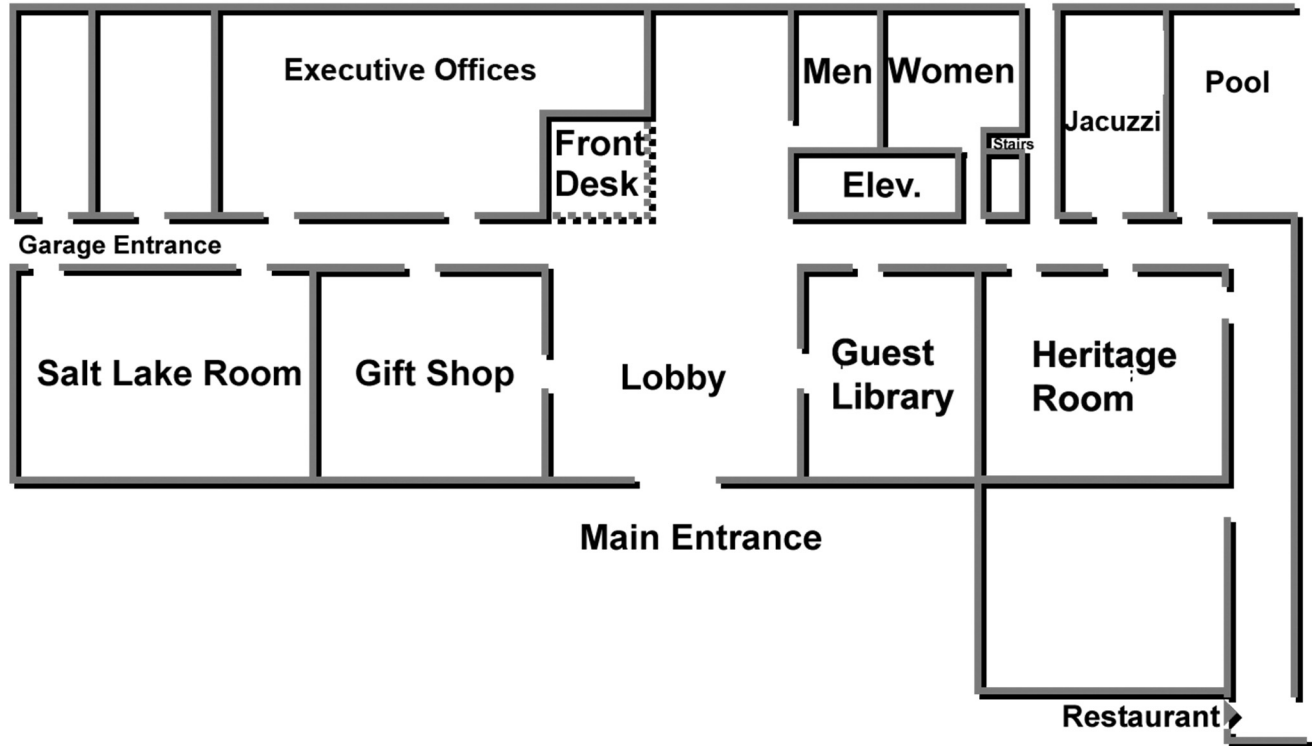 Executive Offices
Men
Women
Pool
Jacuzzi
Front
Desk
Stairs
Elev.
Garage Entrance
Salt Lake Room
Gift Shop
Lobby
Guest
Library
Heritage
Room
Main Entrance
Restaurant